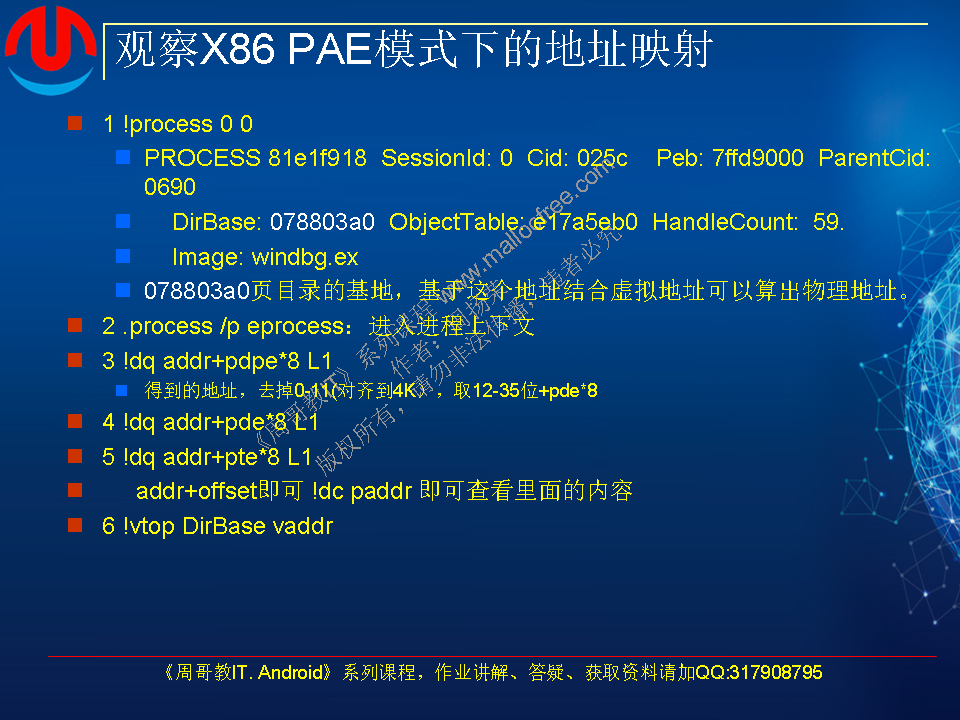 观察X86 PAE模式下的地址映射
1 !process 0 0
PROCESS 81e1f918 SessionId: 0 Cid: 025c Peb: 7ffd9000 ParentCid:
0690
DirBase: 078803a0 ObjectTable: e17a5eb0 HandleCount: 59.
Image: windbg.ex
078803a0页目录的基地，基于这个地址结合虚拟地址可以算出物理地址。
2 .process /p eprocess：进入进程上下文
3 !dq addr+pdpe*8 L1
得到的地址，去掉0-11(对齐到4K），取12-35位+pde*8
4 !dq addr+pde*8 L1
5 !dq addr+pte*8 L1
addr+offset即可 !dc paddr 即可查看里面的内容
6 !vtop DirBase vaddr
《周哥教IT》系列课程 www.mallocfree.com
作者：周扬荣
版权所有，请勿非法传播，违者必究
《周哥教IT. Android》系列课程，作业讲解、答疑、获取资料请加QQ:317908795